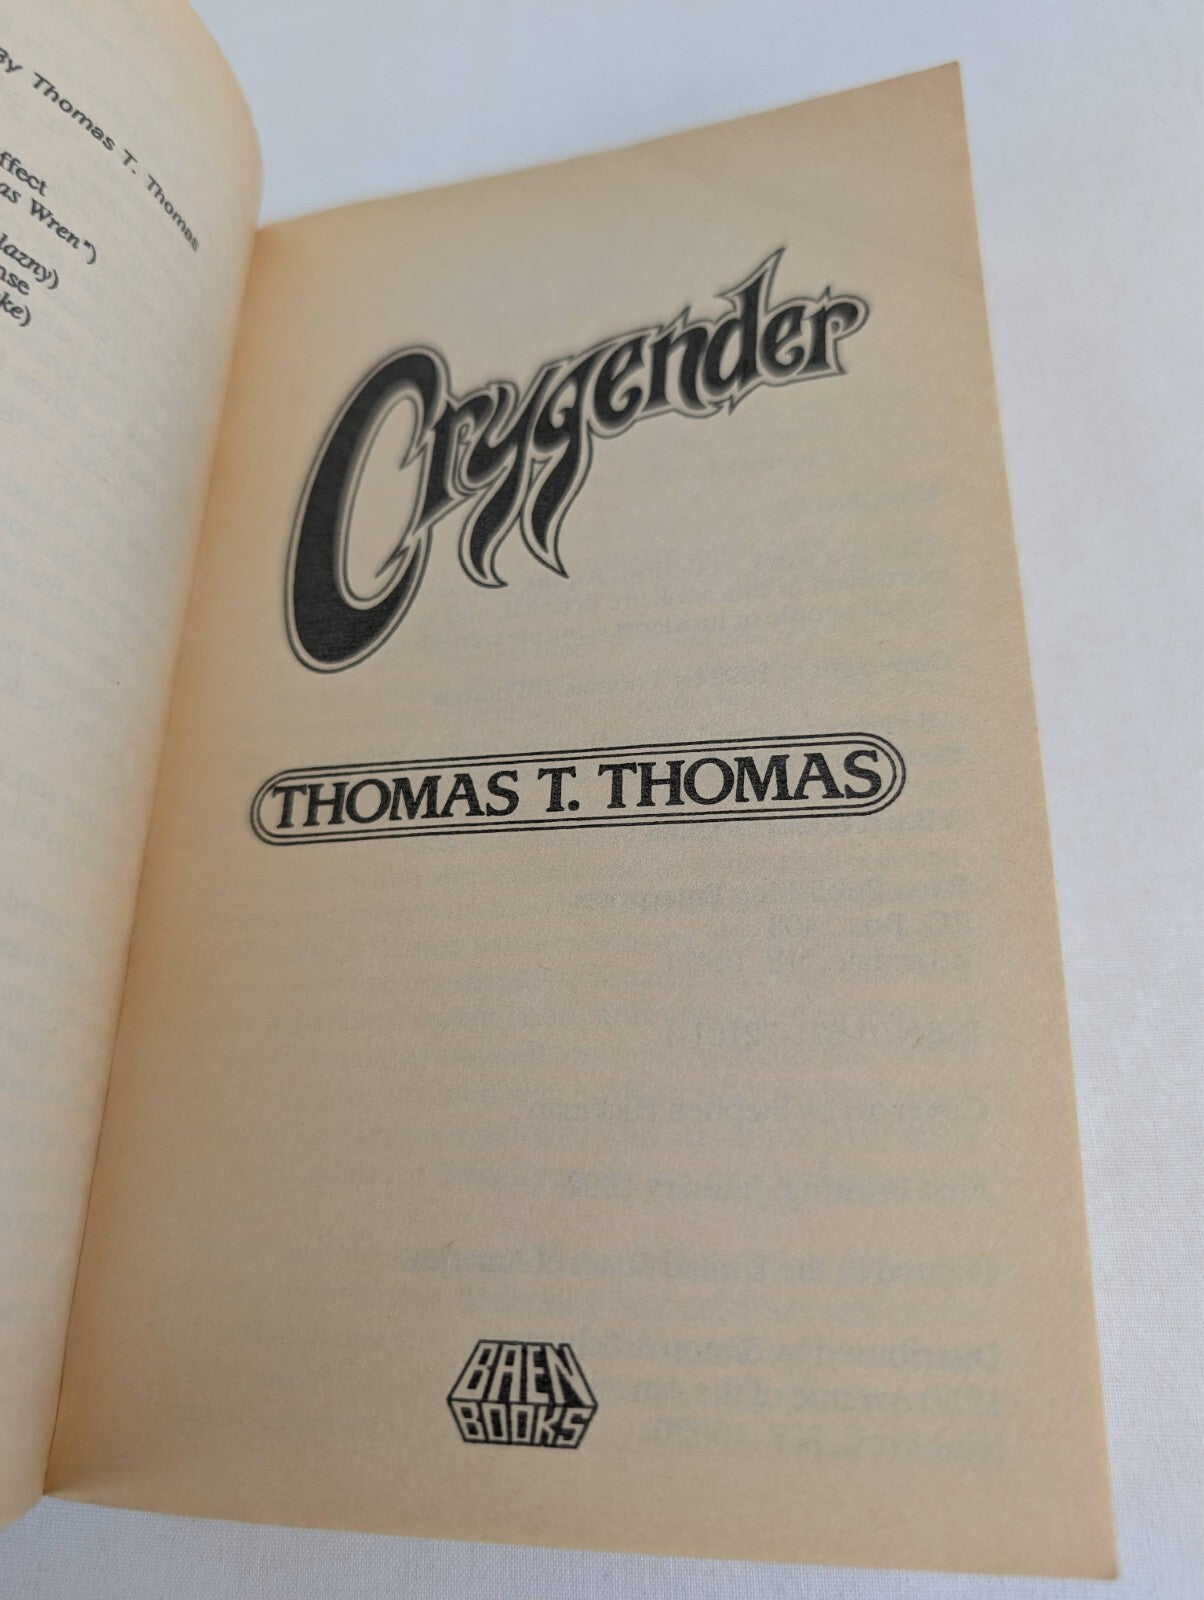 By Thomas T. Thomas
ffect
as Wren")
lazny)
nse
ke)
Crygender
THOMAS T. THOMAS
BAEN
BOOKS